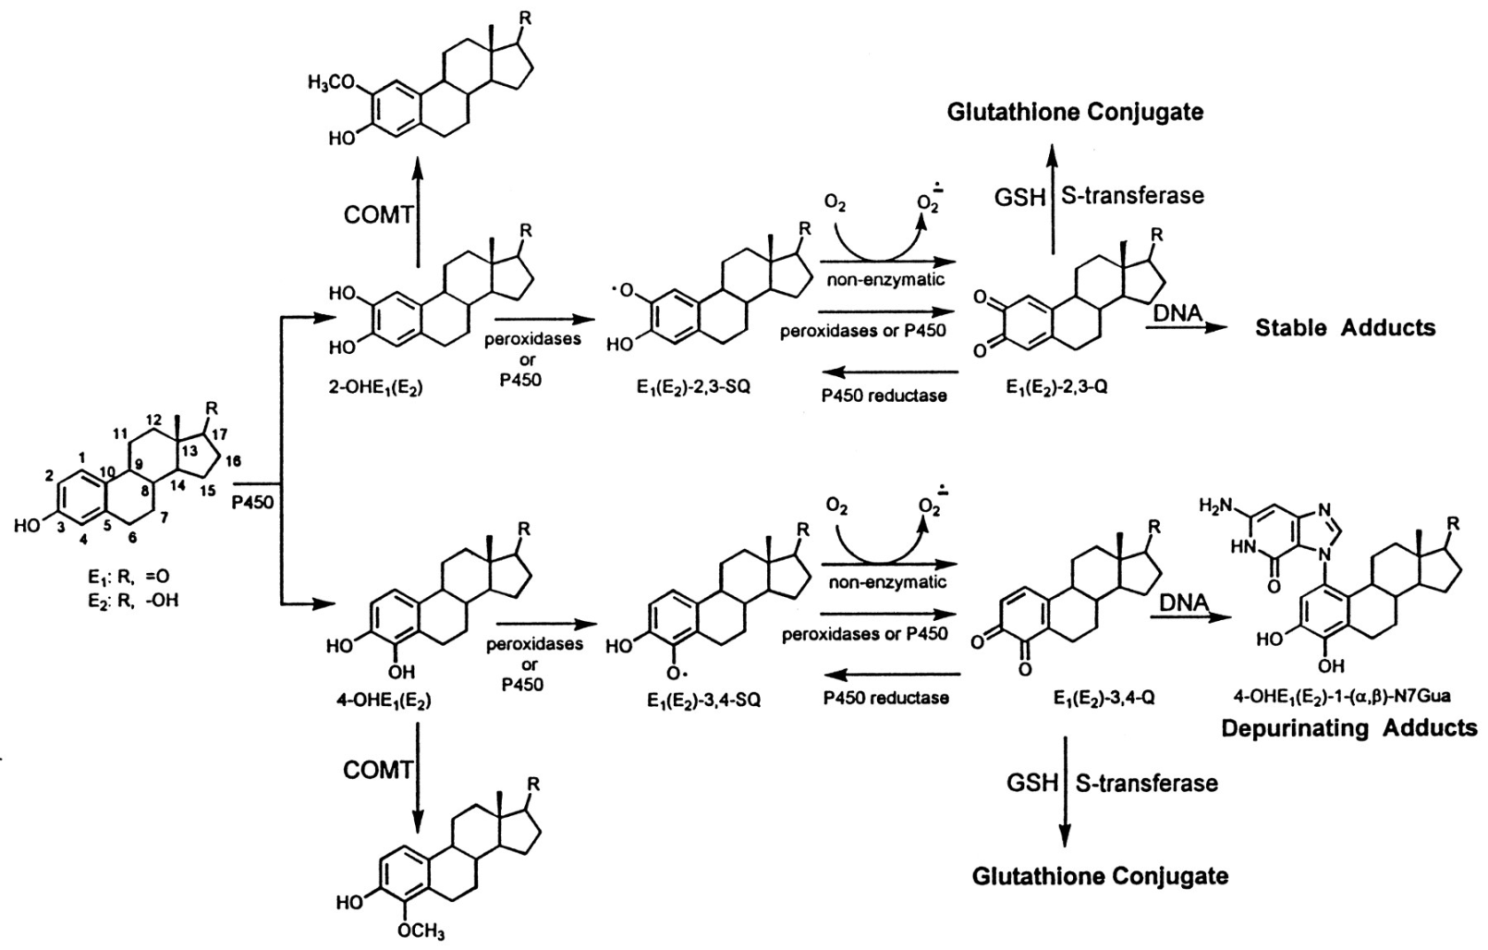 R
H₃CO
HO
COMT
HO
HO
R
2-OHE₁(E₂)
peroxidases
or
P450
·O
HO
R
E₁(E₂)-2,3-SQ
O₂
O₂∸
non-enzymatic
peroxidases or P450
P450 reductase
Glutathione Conjugate
GSH S-transferase
O
O
R
E₁(E₂)-2,3-Q
DNA
Stable Adducts
R
HO
1
2
3
4
5
6
7
8
9
10
11
12
13
14
15
16
17
E₁: R, =O
E₂: R, -OH
P450
R
HO
OH
4-OHE₁(E₂)
peroxidases
or
P450
R
HO
O·
E₁(E₂)-3,4-SQ
O₂
O₂∸
non-enzymatic
peroxidases or P450
P450 reductase
R
O
O
E₁(E₂)-3,4-Q
DNA
H₂N
N
HN
N
O
R
HO
OH
4-OHE₁(E₂)-1-(α,β)-N7Gua
Depurinating Adducts
COMT
R
HO
OCH₃
GSH S-transferase
Glutathione Conjugate